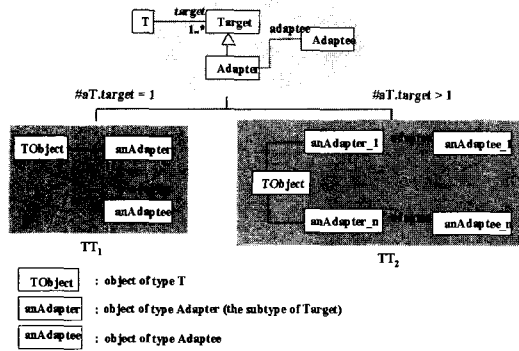 T
target
1..*
Target
adaptee
Adaptee
Adapter
#aT.target = 1
#aT.target > 1
TObject
anAdapter
anAdaptee
TT1
anAdapter_1
anAdaptee_1
TObject
anAdapter_n
anAdaptee_n
TT2
TObject : object of type T
anAdapter : object of type Adapter (the subtype of Target)
anAdaptee : object of type Adaptee